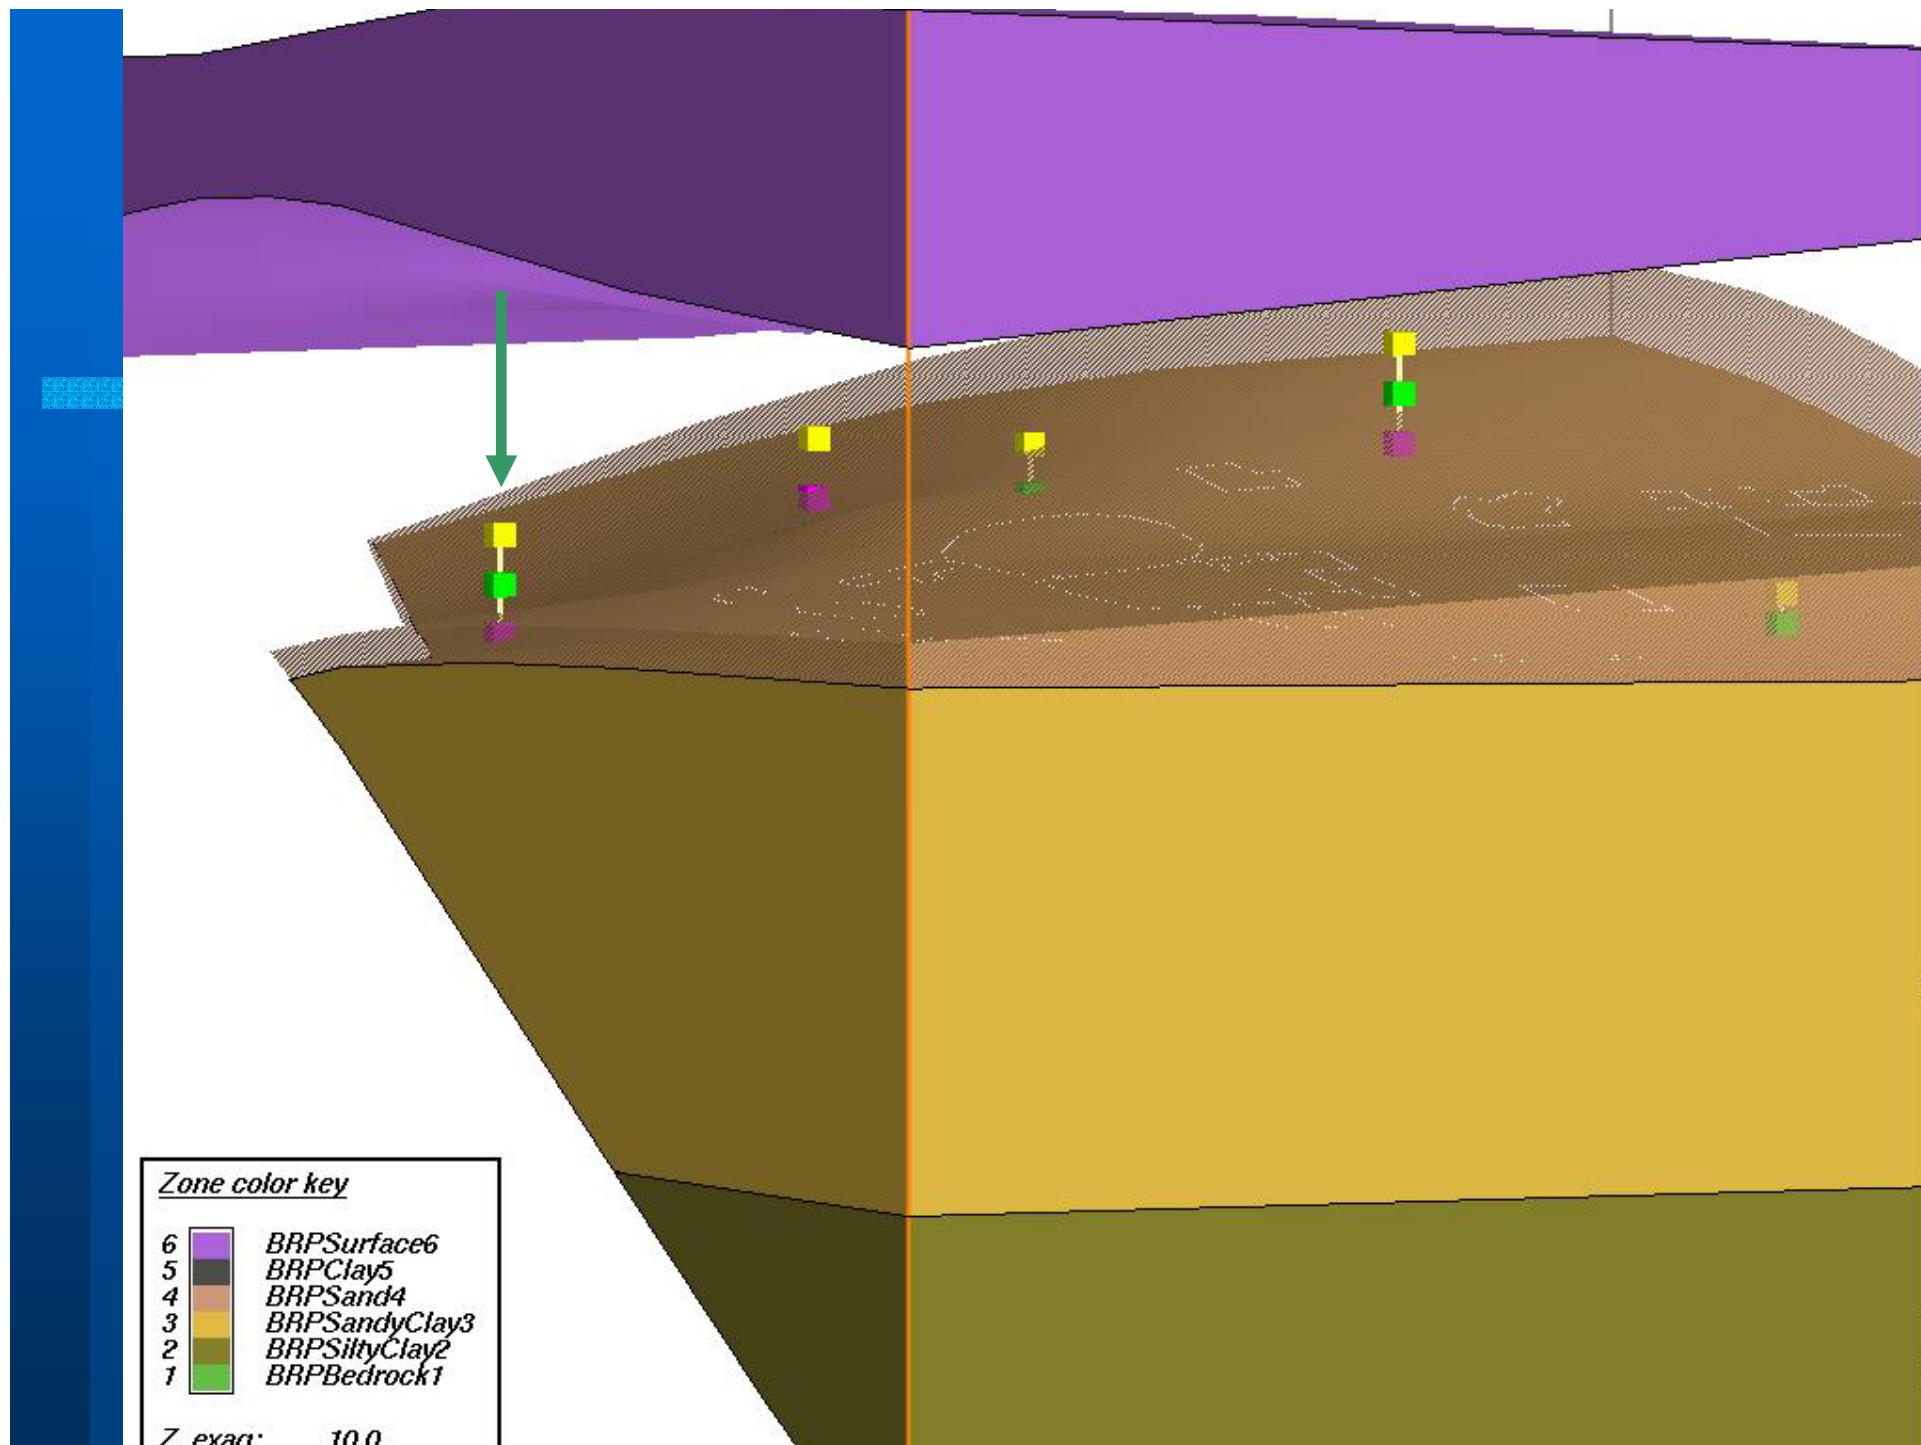 Zone color key
6 BRPSurface6
5 BRPClay5
4 BRPSand4
3 BRPSandyClay3
2 BRPSiltyClay2
1 BRPBedrock1
Z exag: 10.0